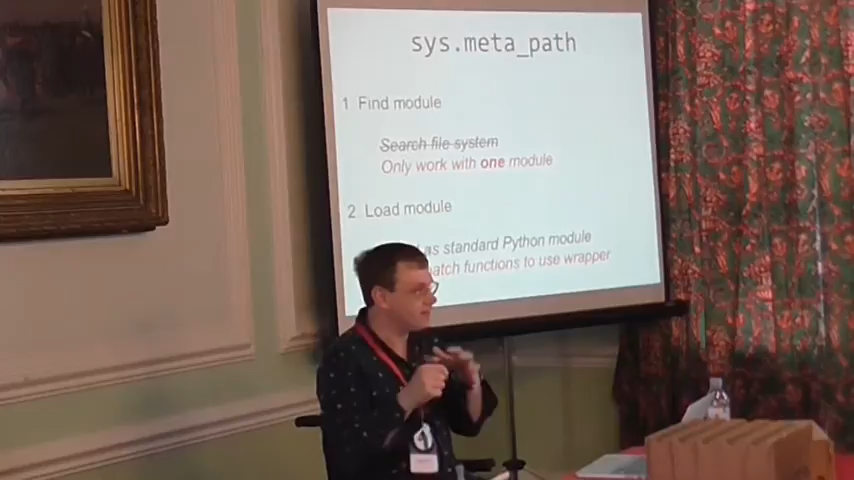 sys.meta_path
1 Find module
Search file system
Only work with one module
2 Load module
as standard Python module
functions to use wrapper